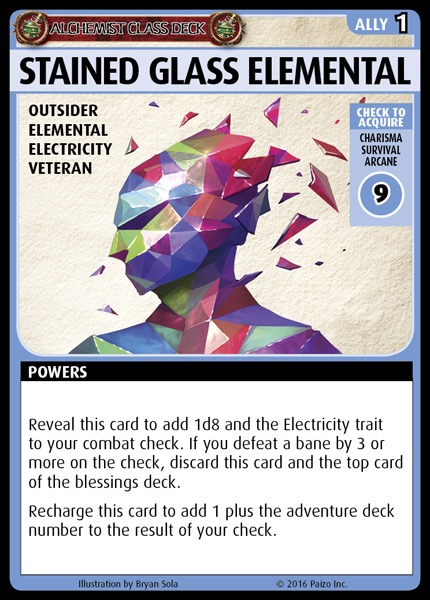 ALCHEMIST CLASS DECK
ALLY 1
STAINED GLASS ELEMENTAL
OUTSIDER
ELEMENTAL
ELECTRICITY
VETERAN
CHECK TO
ACQUIRE
CHARISMA
SURVIVAL
ARCANE
9
POWERS
Reveal this card to add 1d8 and the Electricity trait
to your combat check. If you defeat a bane by 3 or
more on the check, discard this card and the top card
of the blessings deck.
Recharge this card to add 1 plus the adventure deck
number to the result of your check.
Illustration by Bryan Sola
© 2016 Paizo Inc.